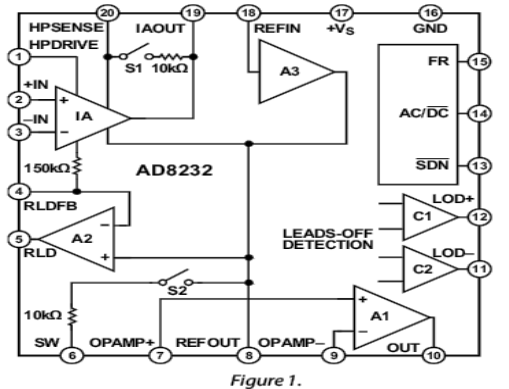 20 19 18 17 16
HPSENSE IAOUT REFIN +VS GND
HPDRIVE
1
S1 10kΩ
A3
FR 15
+IN
2
+ IA
–IN
3
–
AC/DC 14
150kΩ
AD8232
SDN 13
4
RLDFB
LOD+
C1
12
A2
– +
5
RLD
LEADS-OFF
DETECTION
LOD–
C2
11
S2
10kΩ
+ A1
–
SW OPAMP+ REFOUT OPAMP– OUT
6 7 8 9 10
Figure 1.